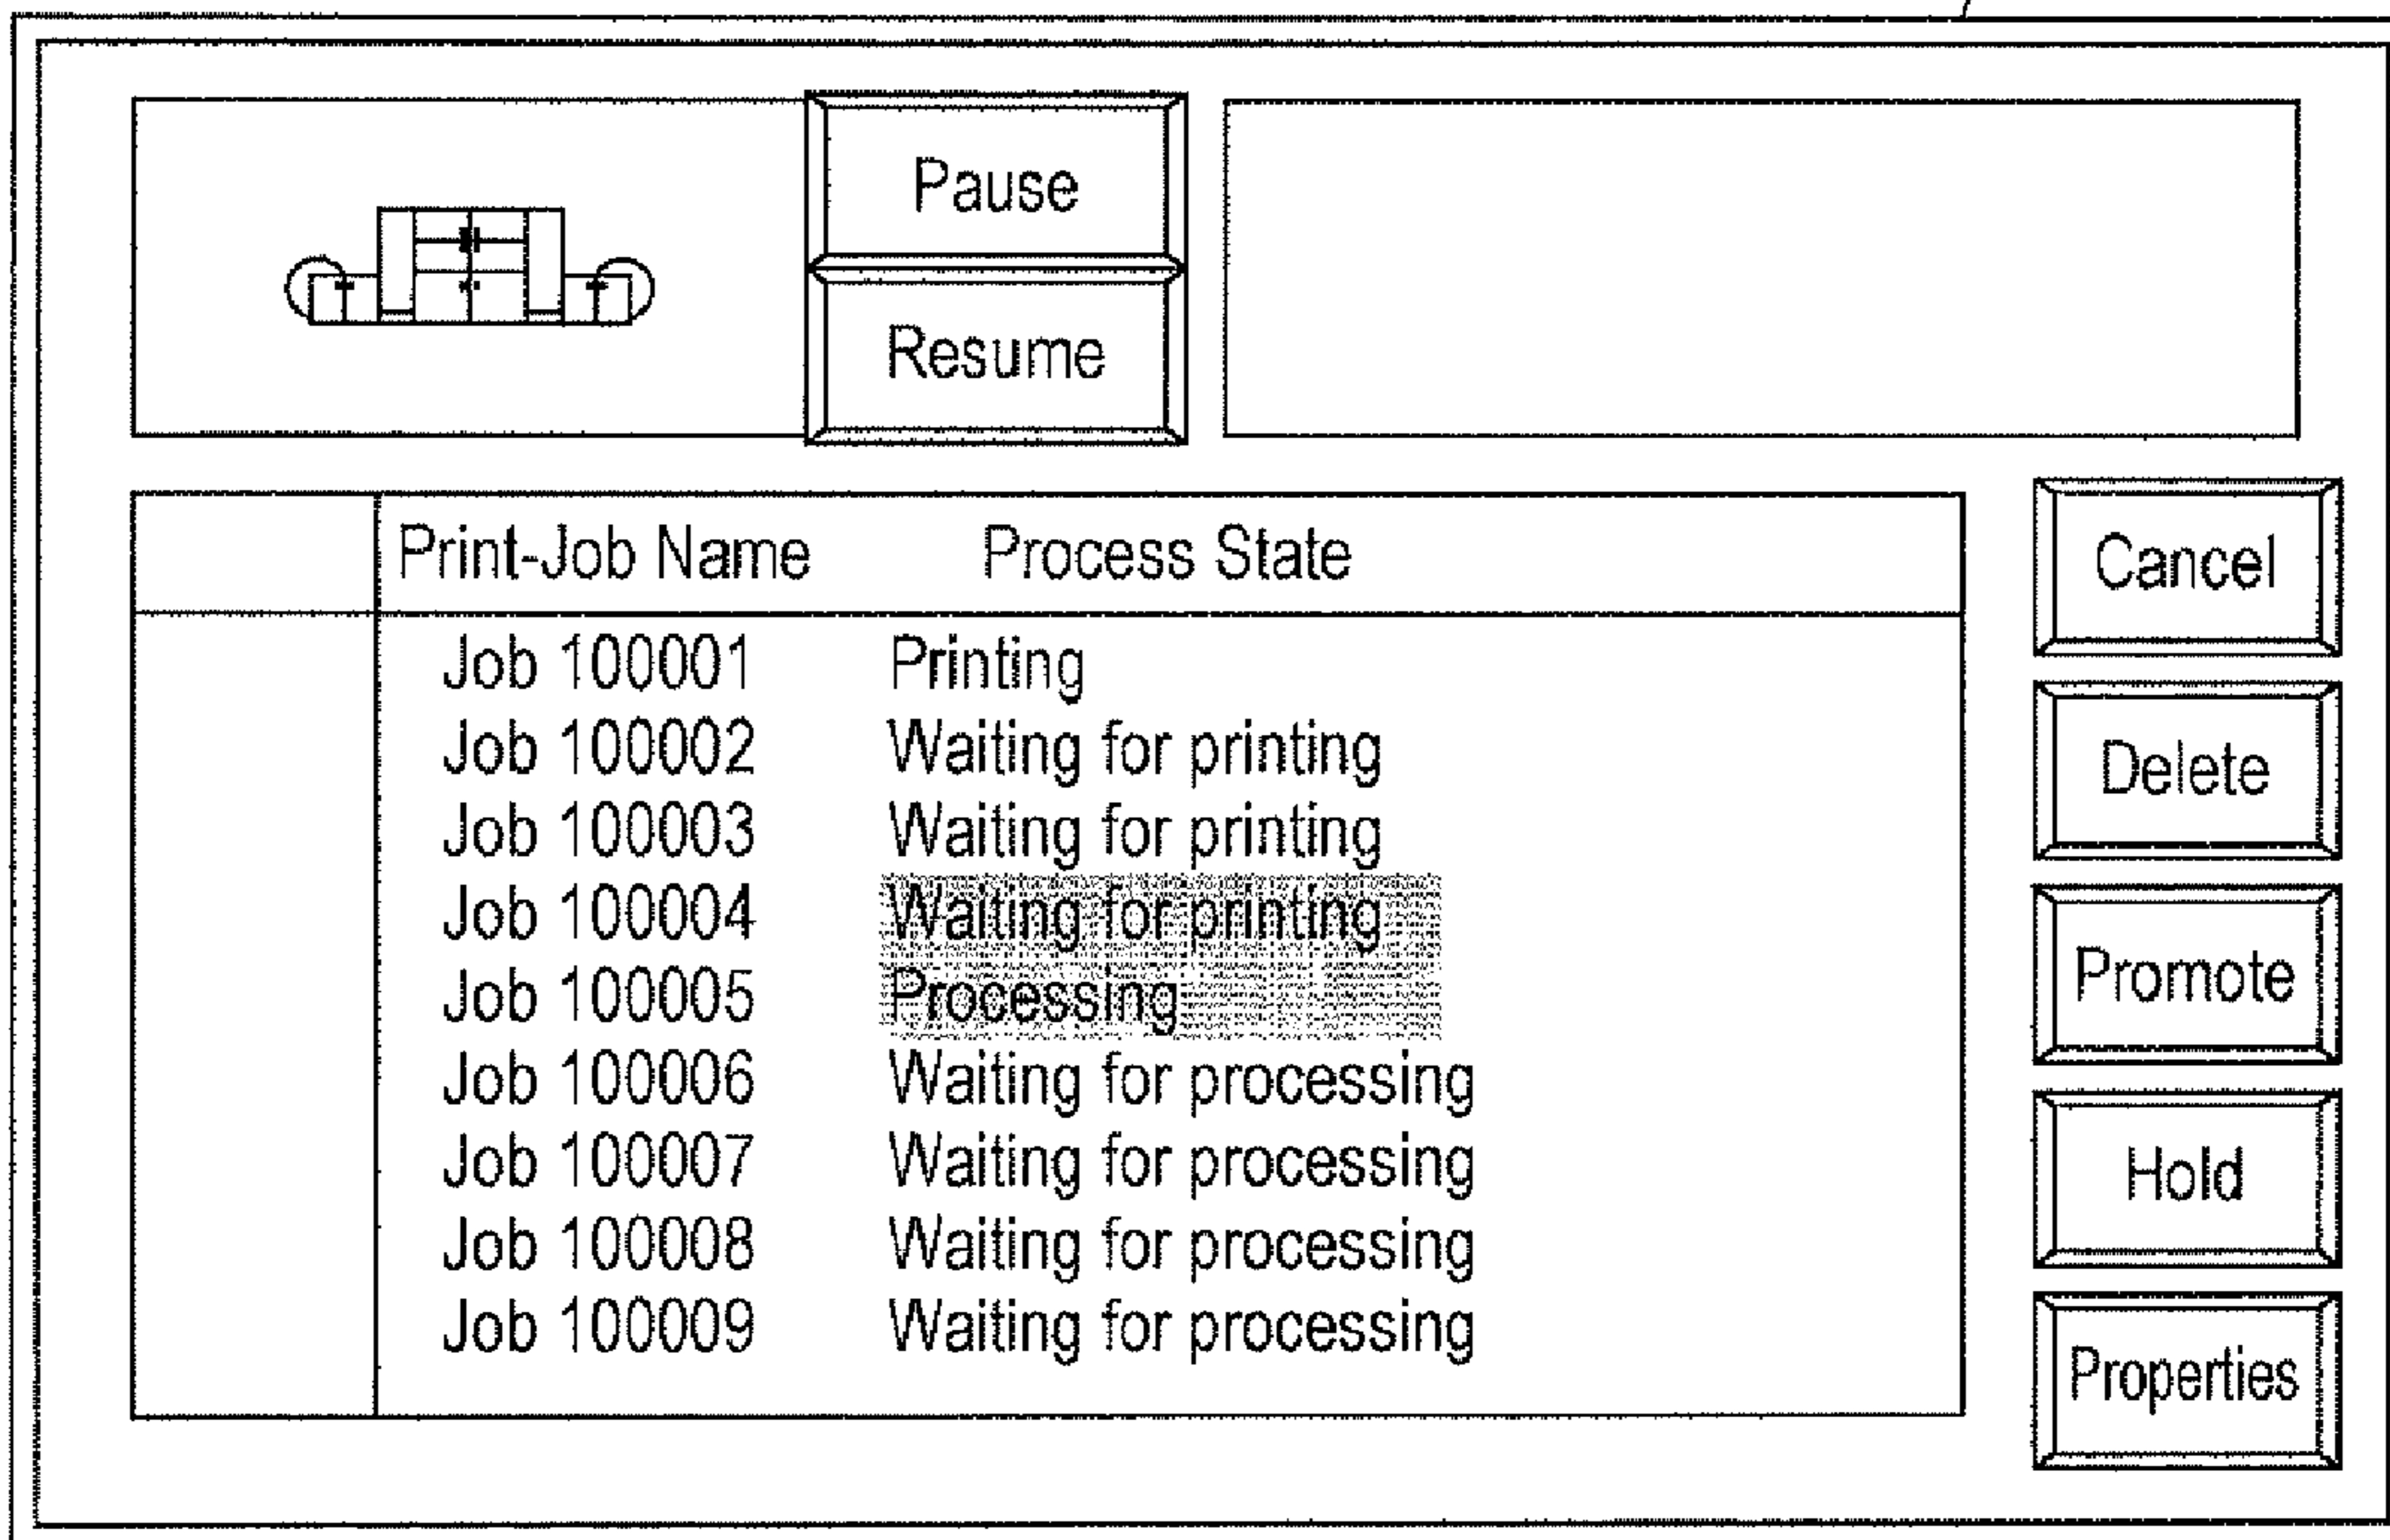 Pause
Resume
Print-Job Name Process State
Job 100001 Printing
Job 100002 Waiting for printing
Job 100003 Waiting for printing
Job 100004 Waiting for printing
Job 100005 Processing
Job 100006 Waiting for processing
Job 100007 Waiting for processing
Job 100008 Waiting for processing
Job 100009 Waiting for processing
Cancel
Delete
Promote
Hold
Properties